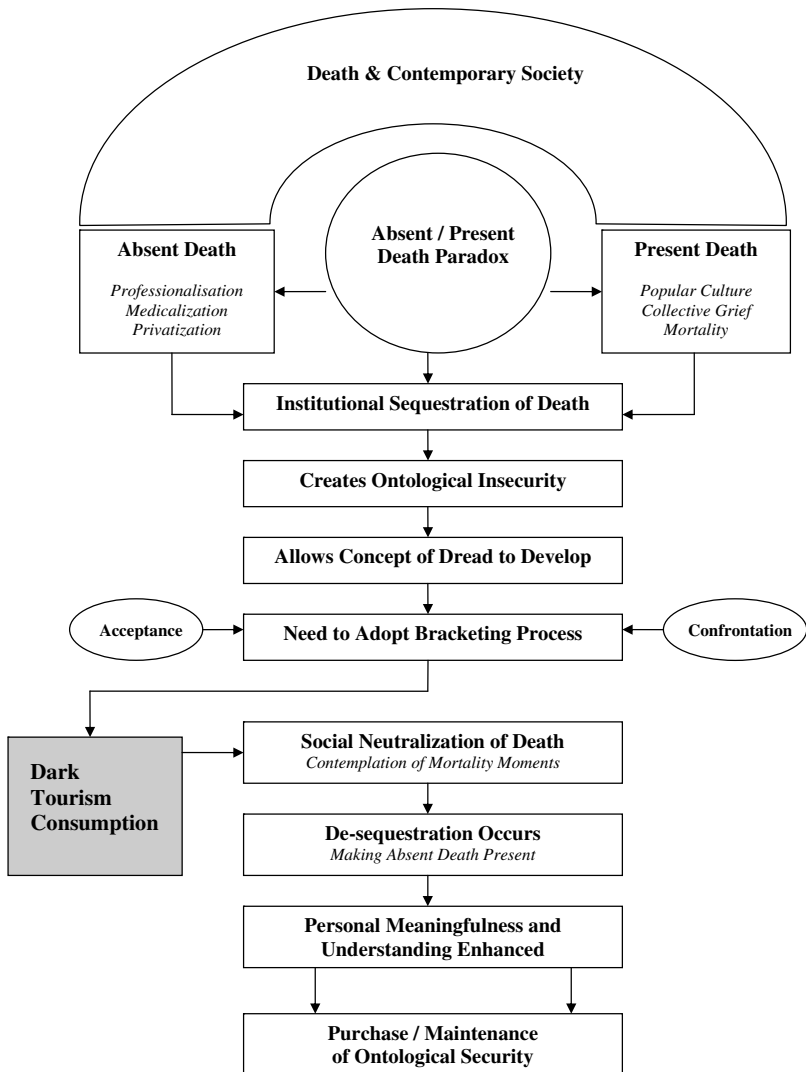 Death & Contemporary Society
Absent / Present
Death Paradox
Absent Death
Professionalisation
Medicalization
Privatization
Present Death
Popular Culture
Collective Grief
Mortality
Institutional Sequestration of Death
Creates Ontological Insecurity
Allows Concept of Dread to Develop
Acceptance
Need to Adopt Bracketing Process
Confrontation
Dark
Tourism
Consumption
Social Neutralization of Death
Contemplation of Mortality Moments
De-sequestration Occurs
Making Absent Death Present
Personal Meaningfulness and
Understanding Enhanced
Purchase / Maintenance
of Ontological Security